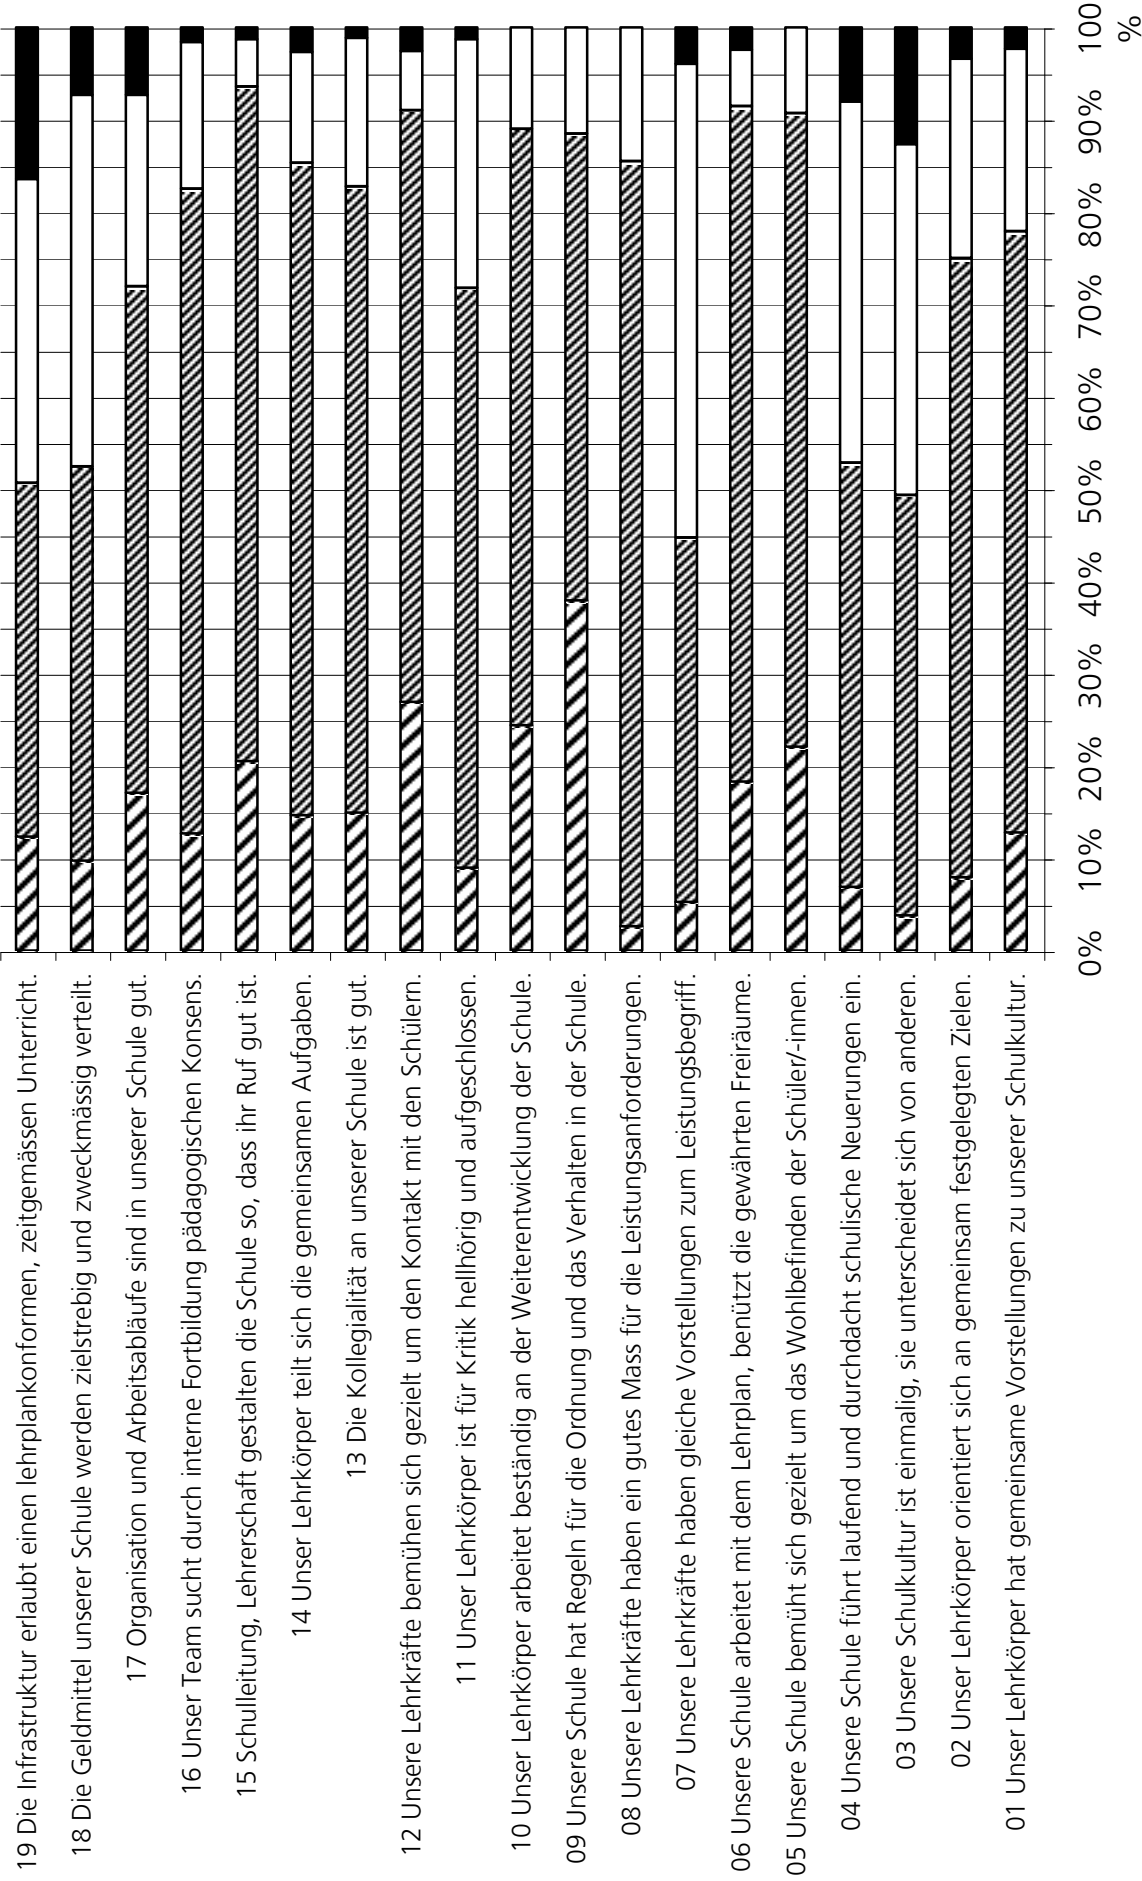 19 Die Infrastruktur erlaubt einen lehrplankonformen, zeitgemässen Unterricht.
18 Die Geldmittel unserer Schule werden zielstrebig und zweckmässig verteilt.
17 Organisation und Arbeitsabläufe sind in unserer Schule gut.
16 Unser Team sucht durch interne Fortbildung pädagogischen Konsens.
15 Schulleitung, Lehrerschaft gestalten die Schule so, dass ihr Ruf gut ist.
14 Unser Lehrkörper teilt sich die gemeinsamen Aufgaben.
13 Die Kollegialität an unserer Schule ist gut.
12 Unsere Lehrkräfte bemühen sich gezielt um den Kontakt mit den Schülern.
11 Unser Lehrkörper ist für Kritik hellhörig und aufgeschlossen.
10 Unser Lehrkörper arbeitet beständig an der Weiterentwicklung der Schule.
09 Unsere Schule hat Regeln für die Ordnung und das Verhalten in der Schule.
08 Unsere Lehrkräfte haben ein gutes Mass für die Leistungsanforderungen.
07 Unsere Lehrkräfte haben gleiche Vorstellungen zum Leistungsbegriff.
06 Unsere Schule arbeitet mit dem Lehrplan, benützt die gewährten Freiräume.
05 Unsere Schule bemüht sich gezielt um das Wohlbefinden der Schüler/-innen.
04 Unsere Schule führt laufend und durchdacht schulische Neuerungen ein.
03 Unsere Schulkultur ist einmalig, sie unterscheidet sich von anderen.
02 Unser Lehrkörper orientiert sich an gemeinsam festgelegten Zielen.
01 Unser Lehrkörper hat gemeinsame Vorstellungen zu unserer Schulkultur.
0% 10% 20% 30% 40% 50% 60% 70% 80% 90% 100
%